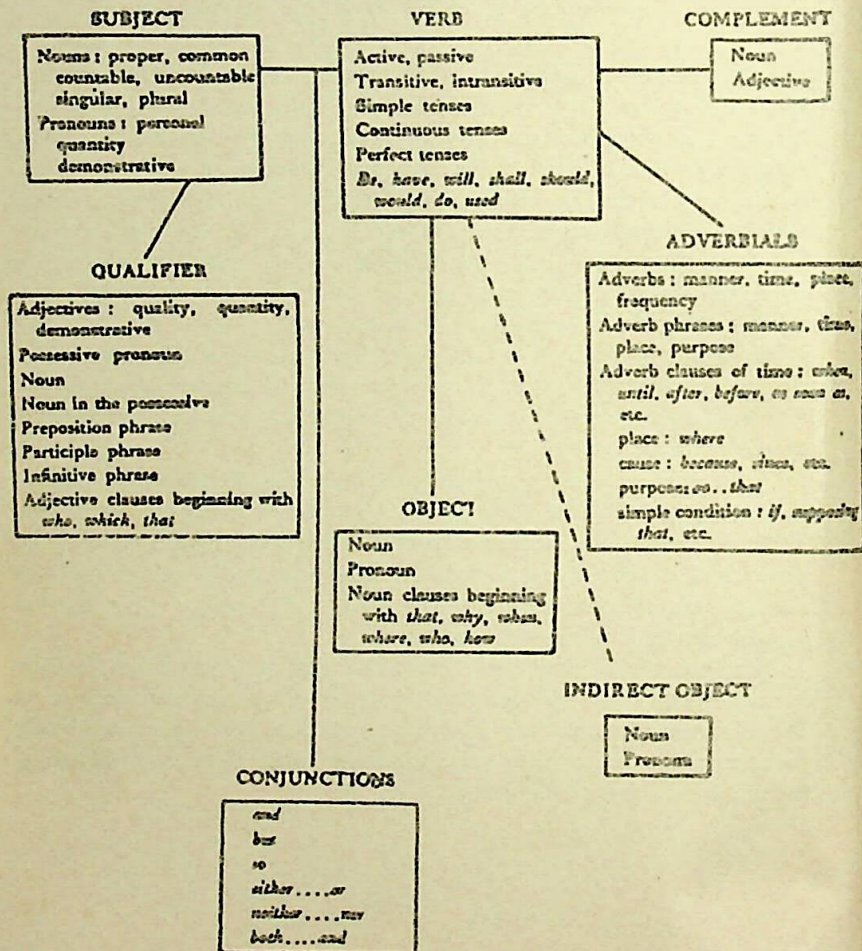 SUBJECT
Nouns : proper, common
countable, uncountable
singular, plural
Pronouns : personal
quantity
demonstrative
VERB
Active, passive
Transitive, intransitive
Simple tenses
Continuous tenses
Perfect tenses
Be, have, will, shall, should,
would, do, used
COMPLEMENT
Noun
Adjective
QUALIFIER
Adjectives : quality, quantity,
demonstrative
Possessive pronoun
Noun
Noun in the possessive
Preposition phrase
Participle phrase
Infinitive phrase
Adjective clauses beginning with
who, which, that
ADVERBIALS
Adverbs : manner, time, place,
frequency
Adverb phrases : manner, time,
place, purpose
Adverb clauses of time : when,
until, after, before, as soon as,
etc.
place : where
cause : because, since, etc.
purpose: so..that
simple condition : if, supposing
that, etc.
OBJECT
Noun
Pronoun
Noun clauses beginning
with that, why, when,
where, who, how
INDIRECT OBJECT
Noun
Pronoun
CONJUNCTIONS
and
but
so
either....or
neither....nor
both....and